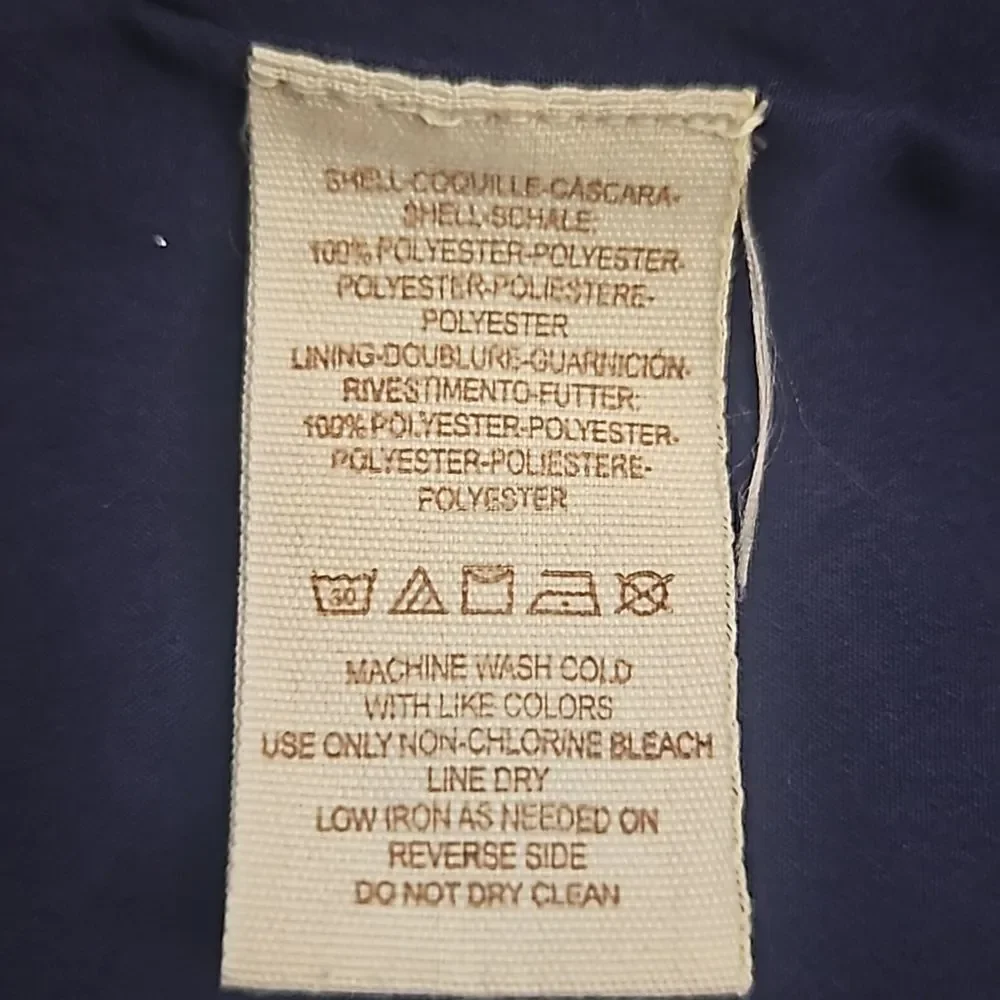 SHELL-COQUILLE-CÁSCARA-
SHELL-SCHALE:
100% POLYESTER-POLYESTER-
POLYESTER-POLIESTERE-
POLYESTER
LINING-DOUBLURE-GUARNICIÓN-
RIVESTIMENTO-FUTTER:
100% POLYESTER-POLYESTER-
POLYESTER-POLIESTERE-
POLYESTER
30
MACHINE WASH COLD
WITH LIKE COLORS
USE ONLY NON-CHLORINE BLEACH
LINE DRY
LOW IRON AS NEEDED ON
REVERSE SIDE
DO NOT DRY CLEAN